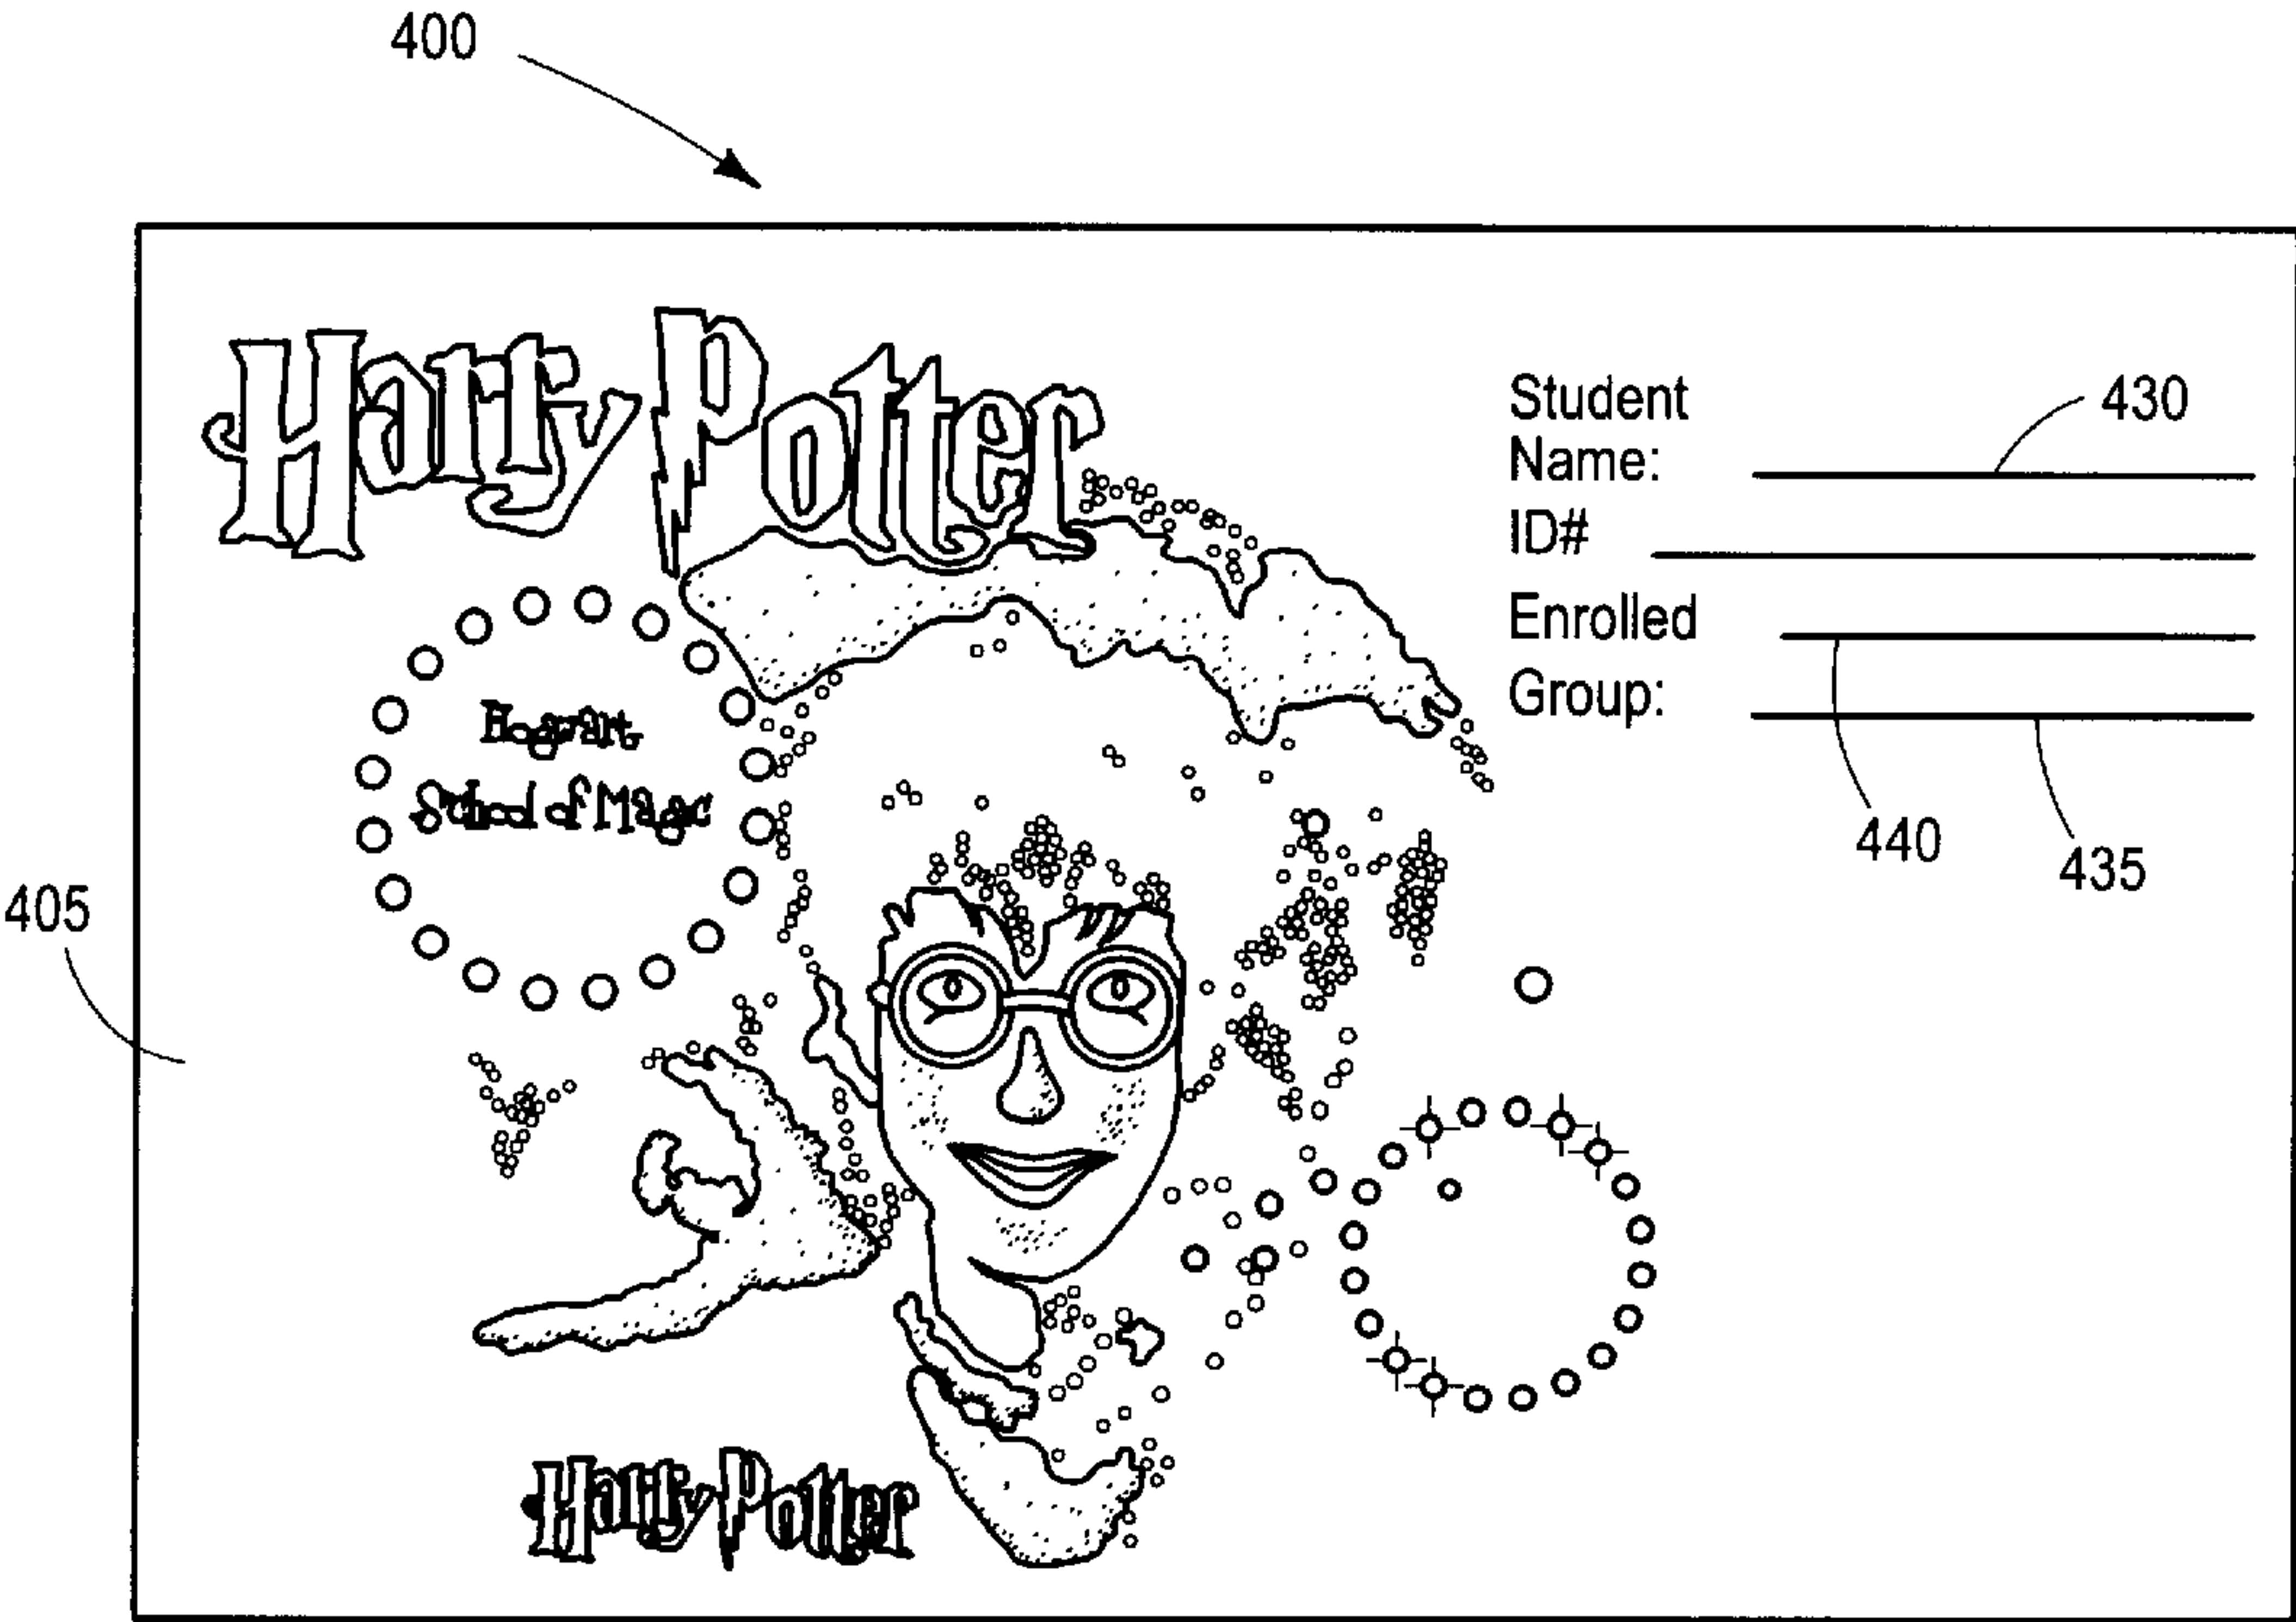 400
Harry Potter
Student
Name:
430
ID#
Enrolled
Group:
440
435
Hogwart
School of Magic
405
Harry Potter